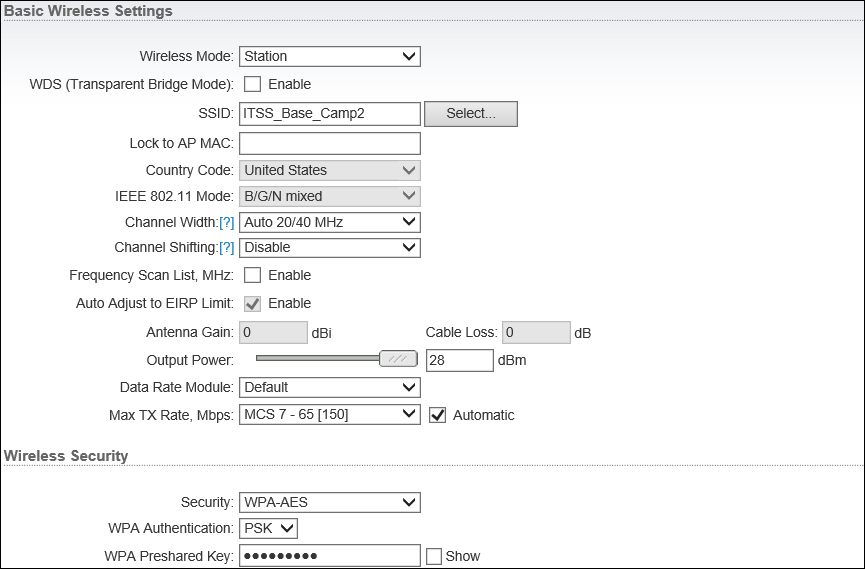 Basic Wireless Settings
Wireless Mode: Station
WDS (Transparent Bridge Mode): Enable
SSID: ITSS_Base_Camp2 Select...
Lock to AP MAC:
Country Code: United States
IEEE 802.11 Mode: B/G/N mixed
Channel Width:[?] Auto 20/40 MHz
Channel Shifting:[?] Disable
Frequency Scan List, MHz: Enable
Auto Adjust to EIRP Limit: Enable
Antenna Gain: 0 dBi Cable Loss: 0 dB
Output Power: 28 dBm
Data Rate Module: Default
Max TX Rate, Mbps: MCS 7 - 65 [150] Automatic
Wireless Security
Security: WPA-AES
WPA Authentication: PSK
WPA Preshared Key: ••••••••• Show